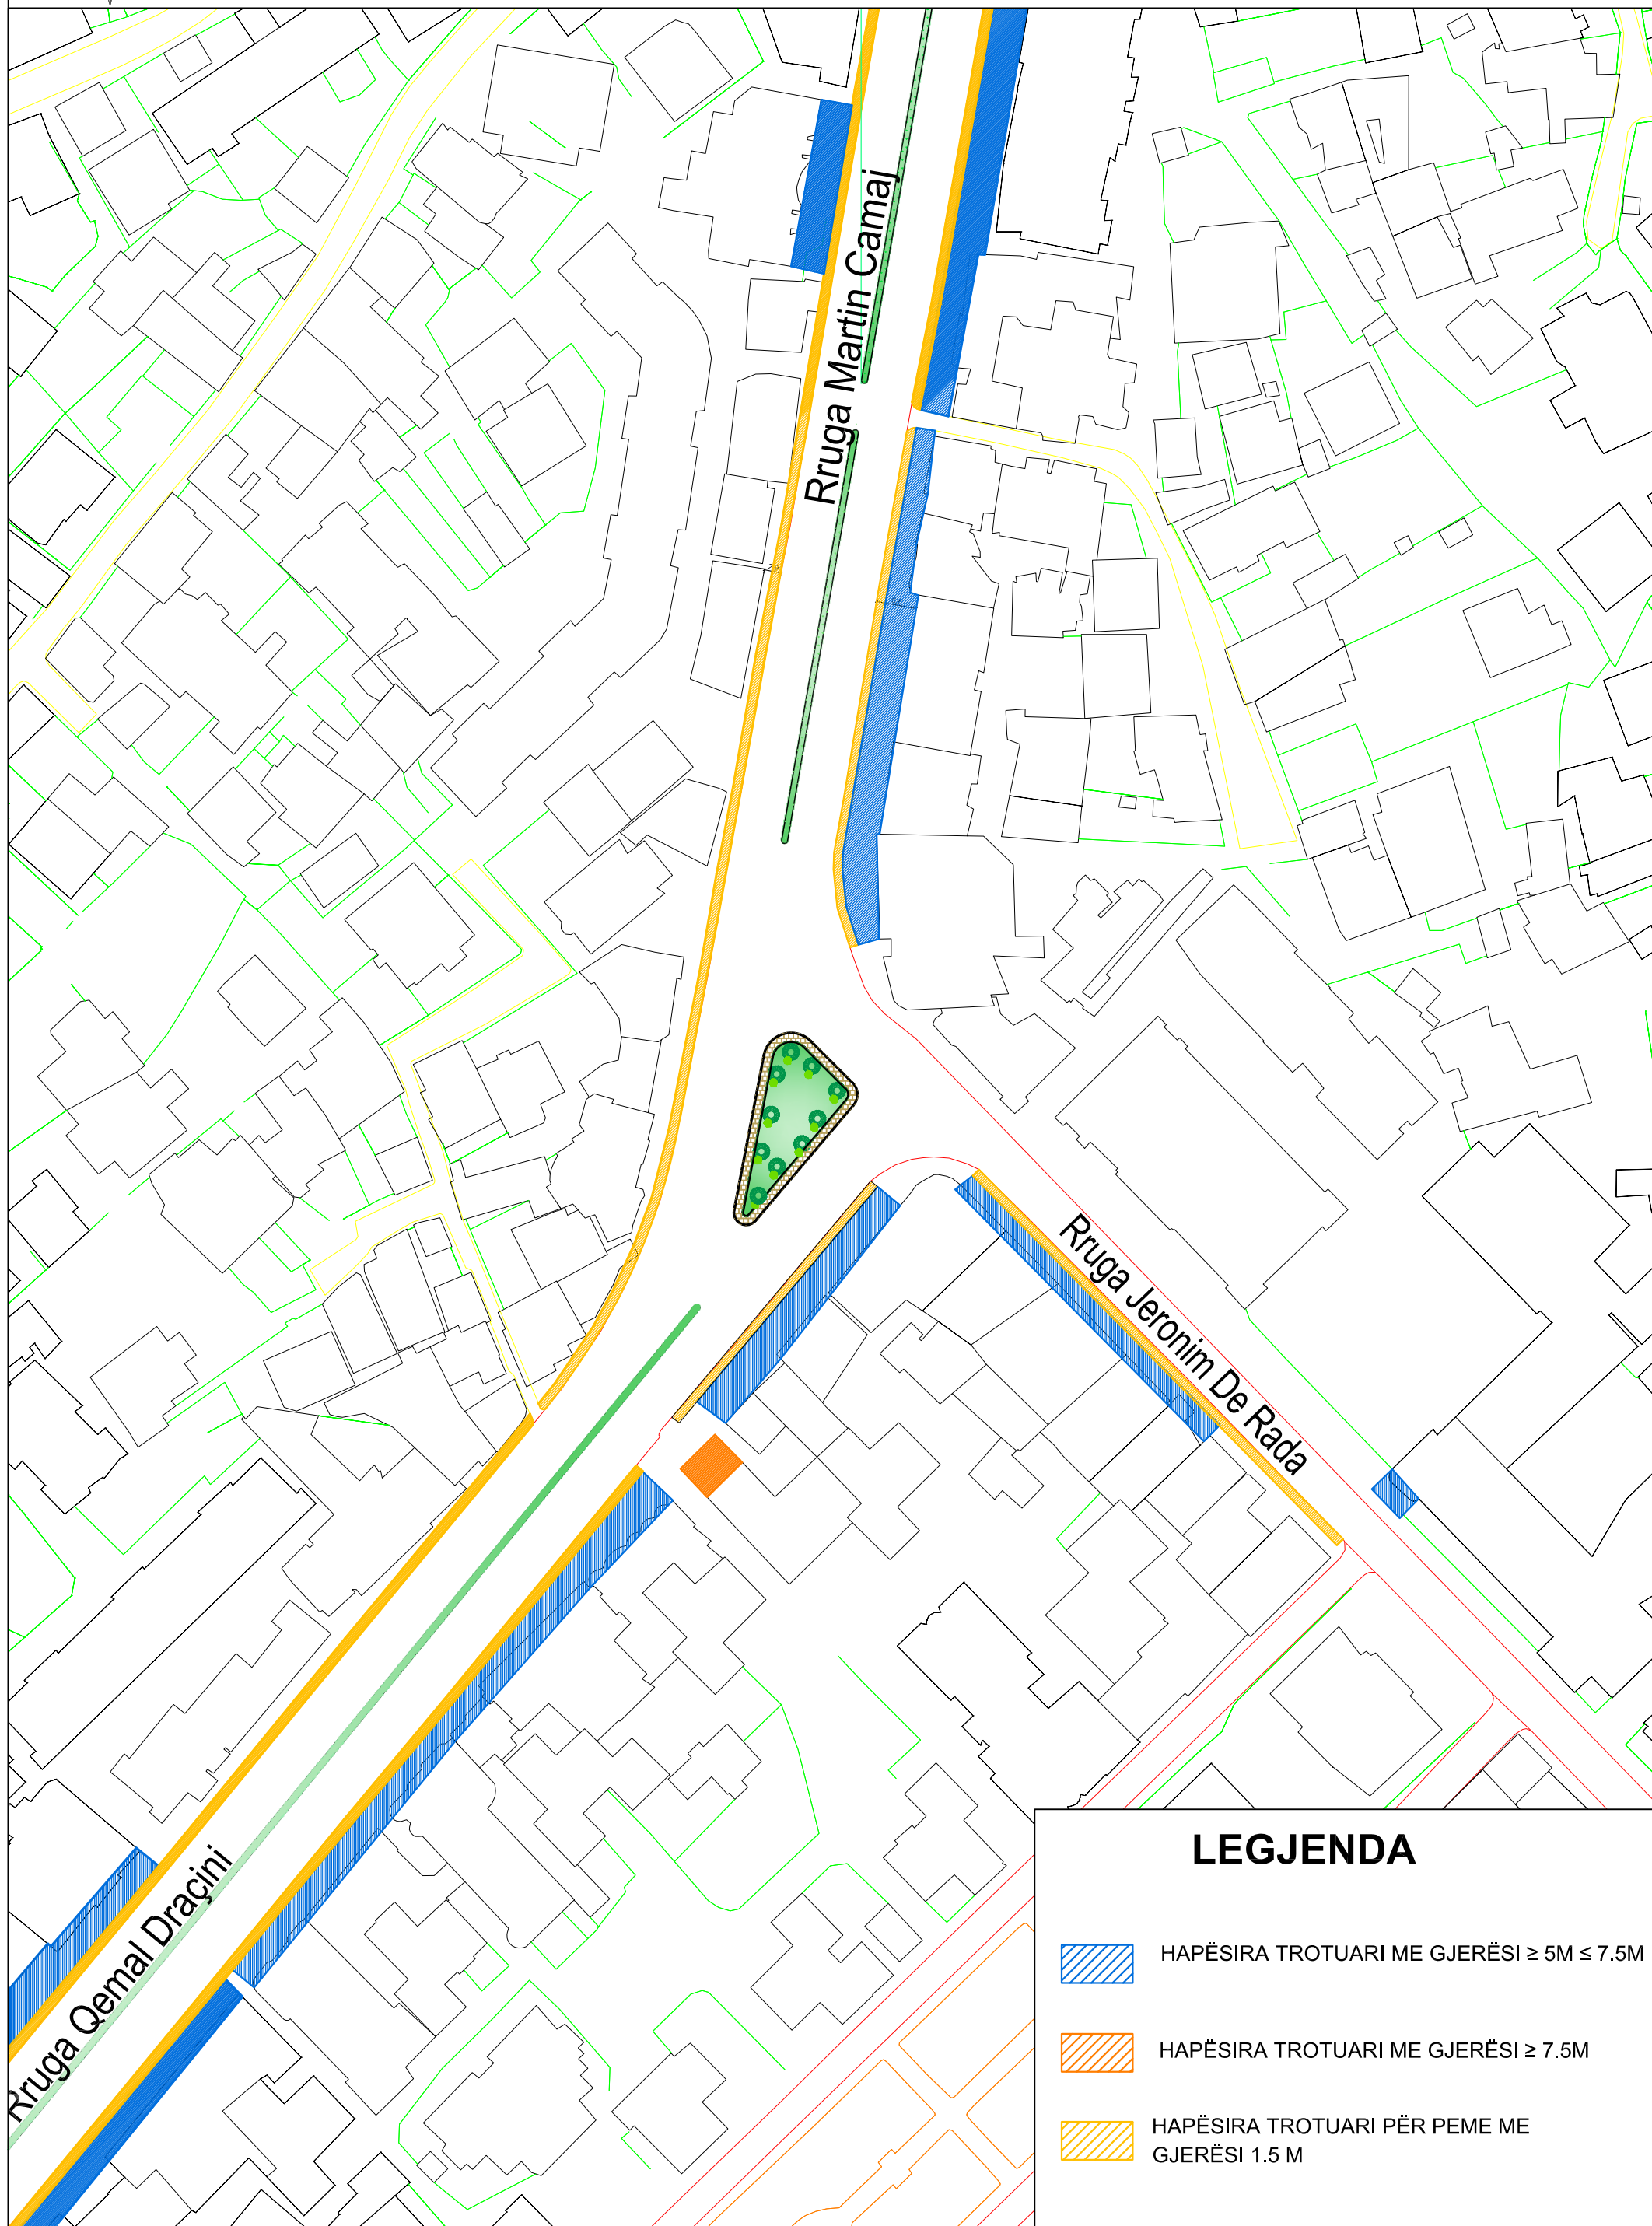 Rruga Martin Camaj
Rruga Jeronim De Rada
Rruga Qemal Draçini
LEGJENDA
HAPËSIRA TROTUARI ME GJERËSI ≥ 5M ≤ 7.5M
HAPËSIRA TROTUARI ME GJERËSI ≥ 7.5M
HAPËSIRA TROTUARI PËR PEME ME
GJERËSI 1.5 M